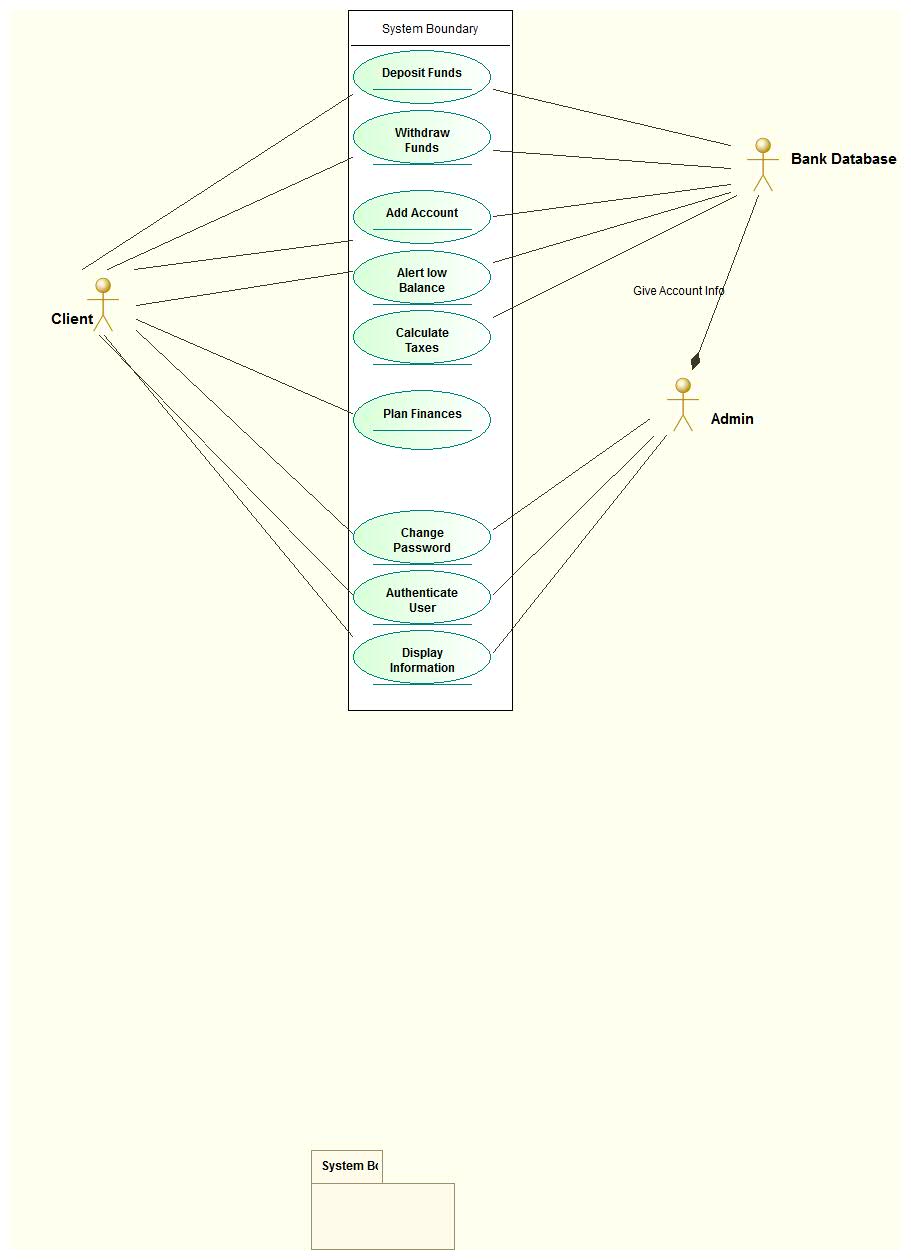 System Boundary
Deposit Funds
Withdraw
Funds
Bank Database
Add Account
Alert low
Balance
Give Account Info
Client
Calculate
Taxes
Plan Finances
Admin
Change
Password
Authenticate
User
Display
Information
System Bo